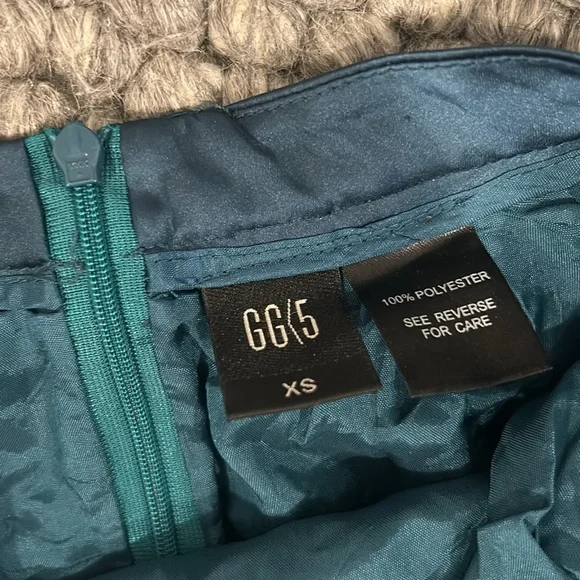 GG<5
XS
100% POLYESTER
SEE REVERSE
FOR CARE